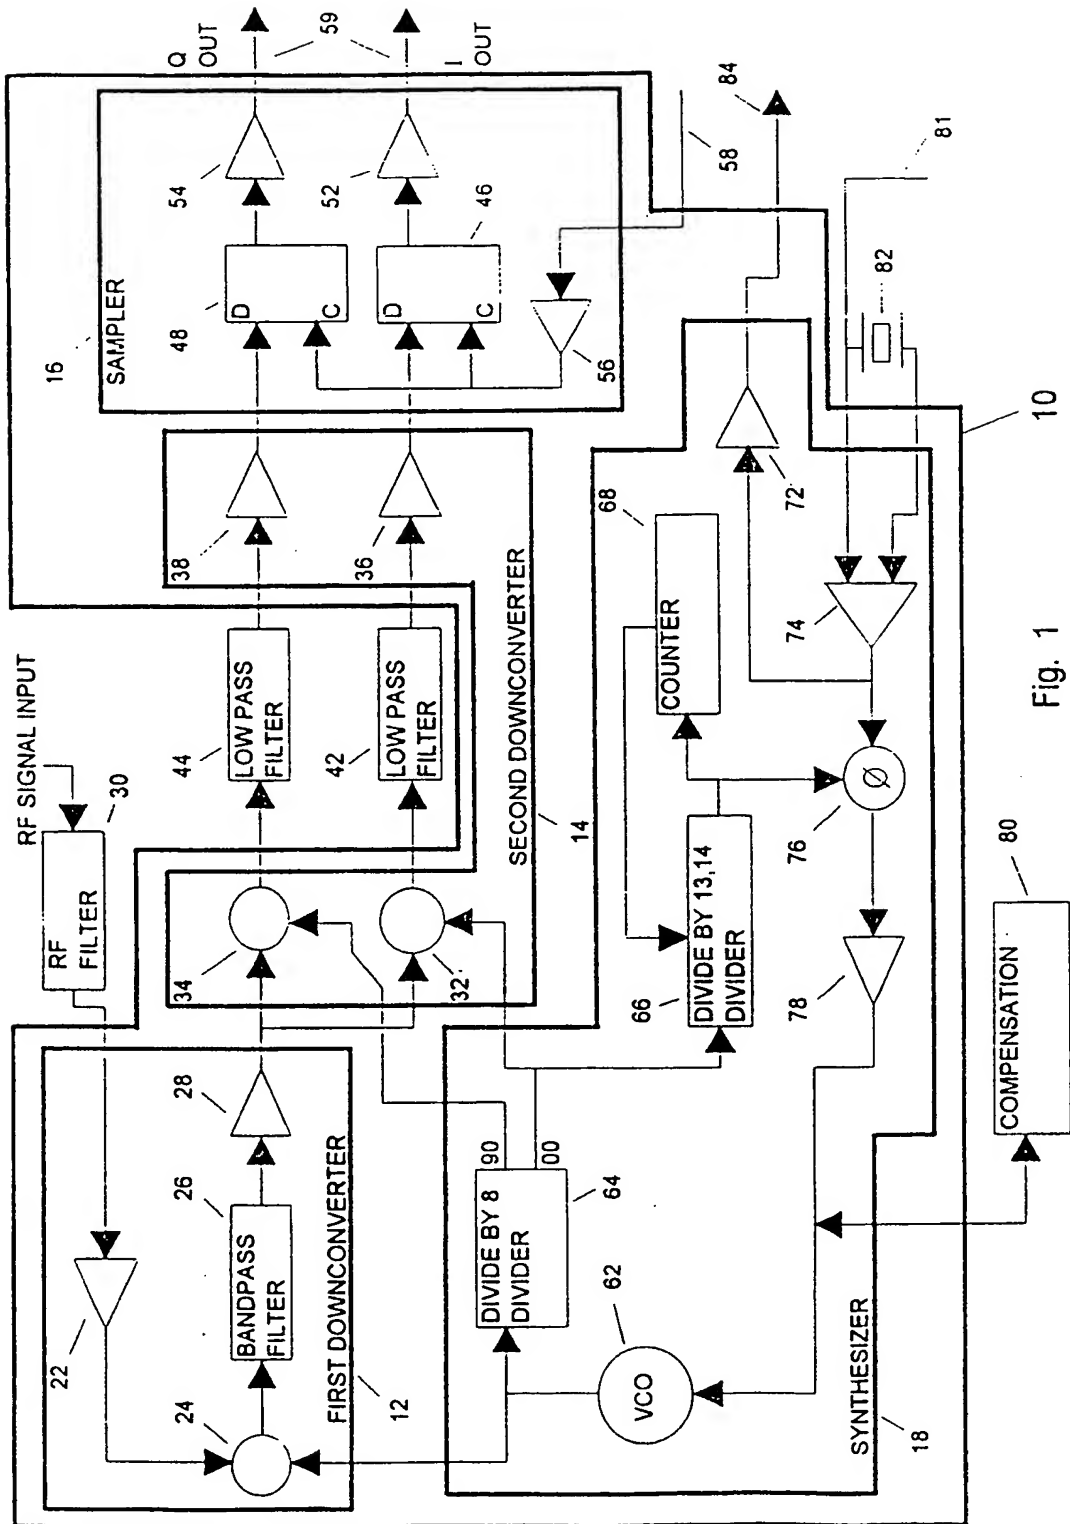 RF SIGNAL INPUT
RF
FILTER
30
22
24
BANDPASS
FILTER
26
28
FIRST DOWNCONVERTER
12
34
32
44
LOW PASS
FILTER
42
LOW PASS
FILTER
38
36
SECOND DOWNCONVERTER
14
16
SAMPLER
48
D
C
46
D
C
54
52
56
Q
OUT
59
I
OUT
58
84
81
82
DIVIDE BY 8
DIVIDER
90
00
64
62
VCO
66
DIVIDE BY 13,14
DIVIDER
68
COUNTER
72
74
76
Ø
78
SYNTHESIZER
18
COMPENSATION
80
10
Fig. 1